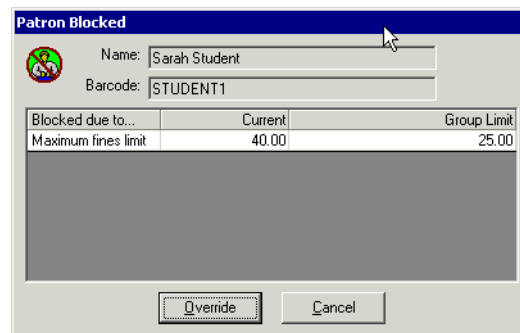 Patron Blocked
Name: Sarah Student
Barcode: STUDENT1
Blocked due to... Current Group Limit
Maximum fines limit 40.00 25.00
Override Cancel